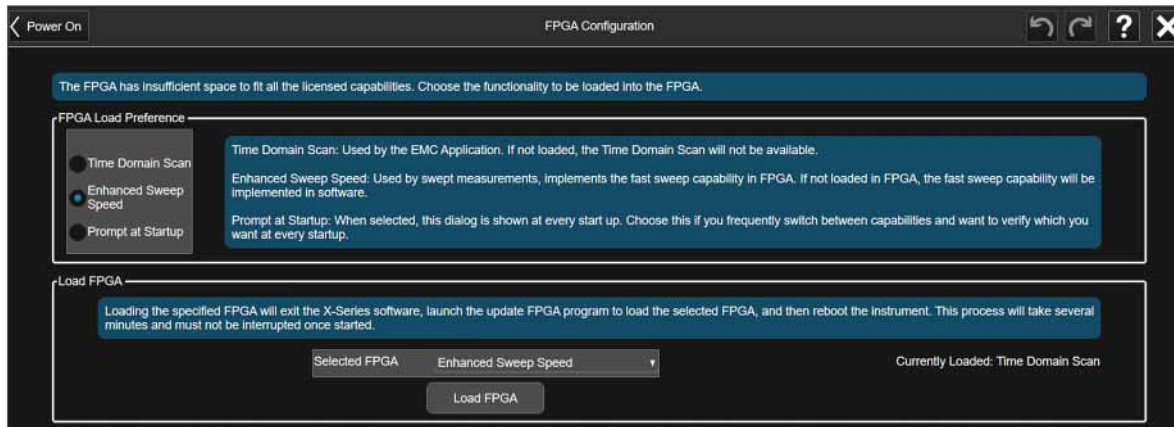 Power On
FPGA Configuration
?
The FPGA has insufficient space to fit all the licensed capabilities. Choose the functionality to be loaded into the FPGA.
FPGA Load Preference
Time Domain Scan
Enhanced Sweep
Speed
Prompt at Startup
Time Domain Scan: Used by the EMC Application. If not loaded, the Time Domain Scan will not be available.
Enhanced Sweep Speed: Used by swept measurements, implements the fast sweep capability in FPGA. If not loaded in FPGA, the fast sweep capability will be
implemented in software.
Prompt at Startup: When selected, this dialog is shown at every start up. Choose this if you frequently switch between capabilities and want to verify which you
want at every startup.
Load FPGA
Loading the specified FPGA will exit the X-Series software, launch the update FPGA program to load the selected FPGA, and then reboot the instrument. This process will take several
minutes and must not be interrupted once started.
Selected FPGA Enhanced Sweep Speed
Currently Loaded: Time Domain Scan
Load FPGA